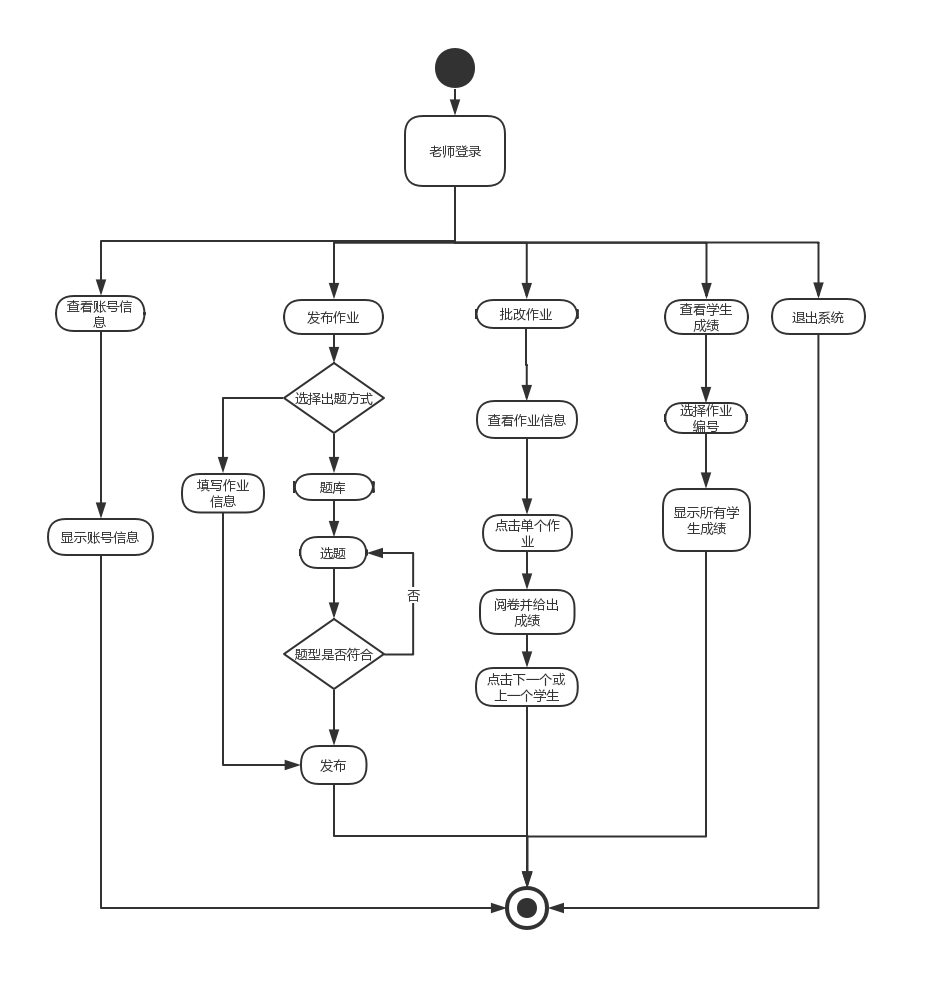 老师登录
查看账号信
息
发布作业
批改作业
查看学生
成绩
退出系统
选择出题方式
查看作业信息
选择作业
编号
填写作业
信息
题库
显示所有学
生成绩
显示账号信息
选题
点击单个作
业
否
阅卷并给出
成绩
题型是否符合
点击下一个或
上一个学生
发布